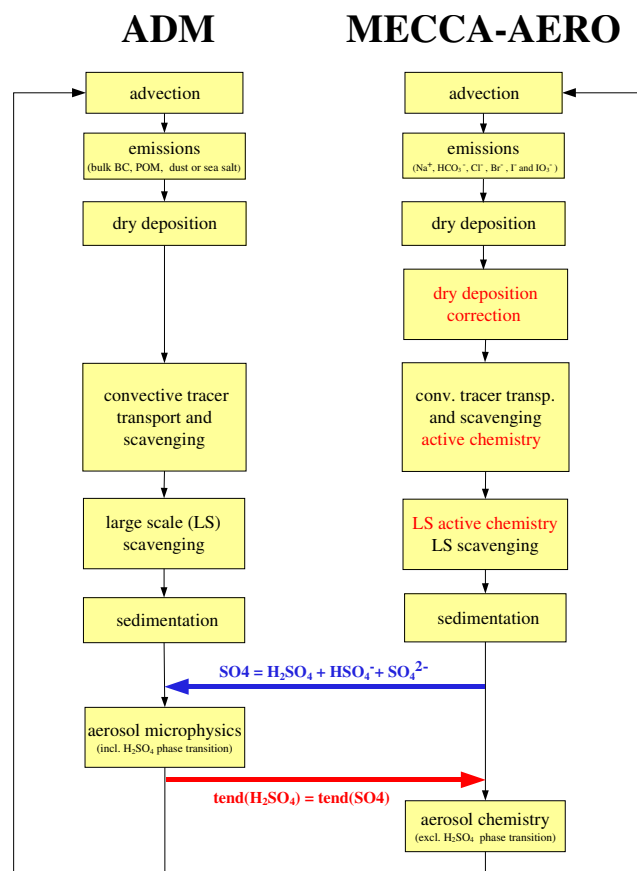 ADM
MECCA-AERO
advection
emissions
(bulk BC, POM, dust or sea salt)
dry deposition
convective tracer
transport and
scavenging
large scale (LS)
scavenging
sedimentation
aerosol microphysics
(incl. H₂SO₄ phase transition)
advection
emissions
(Na⁺, HCO₃⁻, Cl⁻, Br⁻, I⁻ and IO₃⁻)
dry deposition
dry deposition
correction
conv. tracer transp.
and scavenging
active chemistry
LS active chemistry
LS scavenging
sedimentation
SO4 = H₂SO₄ + HSO₄⁻+ SO₄²⁻
tend(H₂SO₄) = tend(SO4)
aerosol chemistry
(excl. H₂SO₄ phase transition)